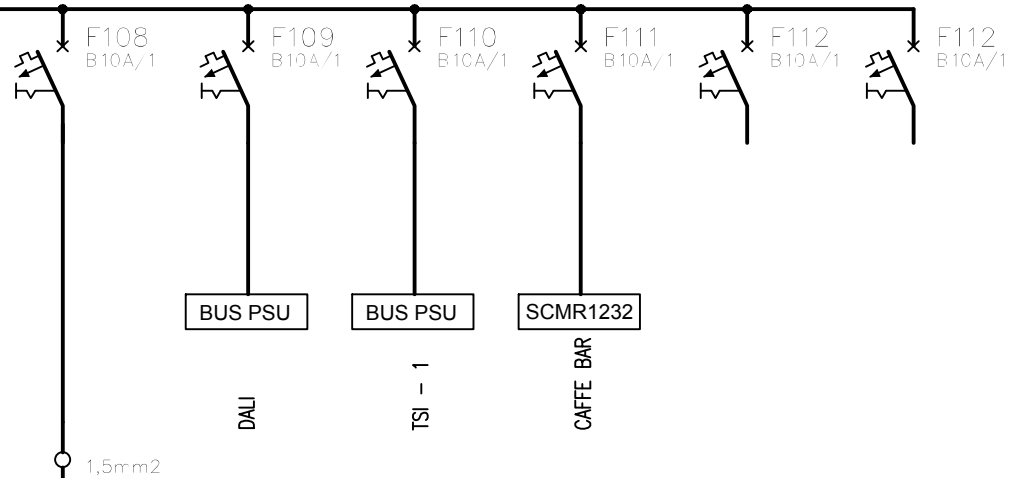 F108
B10A/1
F109
B10A/1
F110
B10A/1
F111
B10A/1
F112
B10A/1
F112
B10A/1
BUS PSU
BUS PSU
SCMR1232
DALI
TSI - 1
CAFFE BAR
1,5mm2